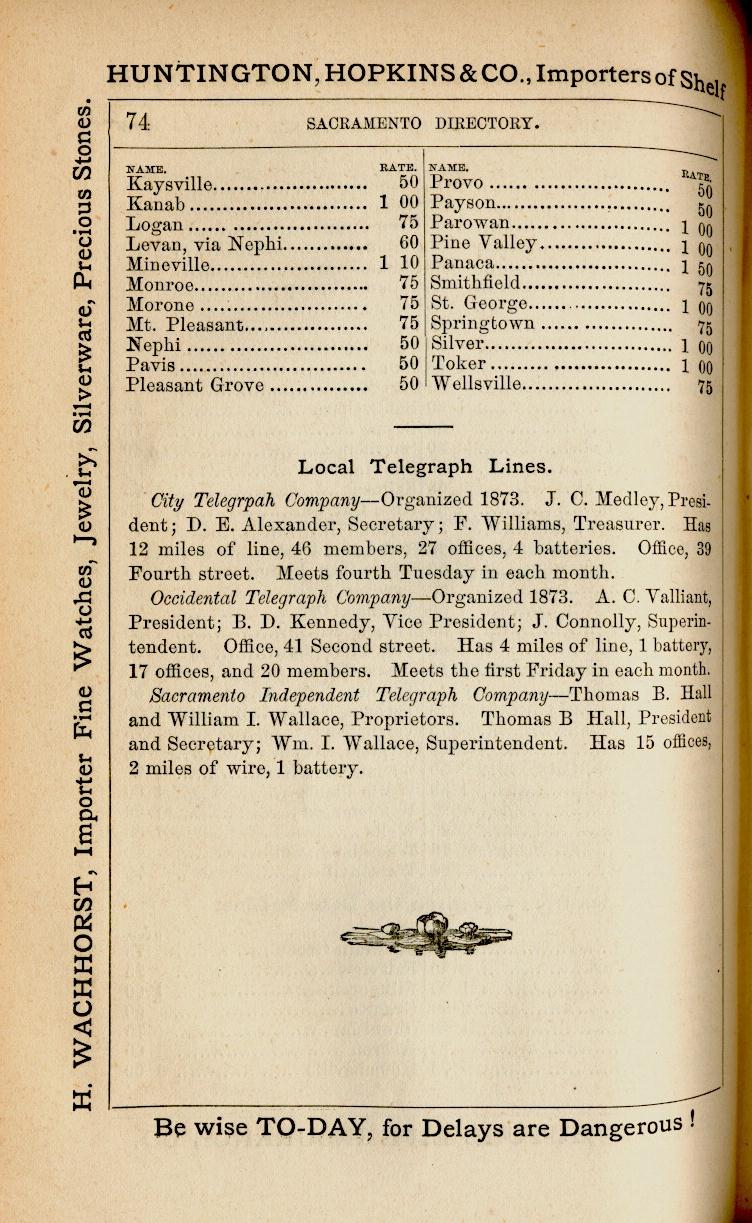 HUNTINGTON, HOPKINS & CO., Importers of Shelf
H. WACHHORST, Importer Fine Watches, Jewelry, Silverware, Precious Stones.
74 SACRAMENTO DIRECTORY.
NAME. RATE.
Kaysville........................ 50
Kanab ............................ 1 00
Logan ............................ 75
Levan, via Nephi............. 60
Mineville......................... 1 10
Monroe............................ 75
Morone ........................... 75
Mt. Pleasant.................... 75
Nephi .............................. 50
Pavis ............................... 50
Pleasant Grove ............... 50
NAME. RATE.
Provo .............................. 50
Payson............................ 50
Parowan......................... 1 00
Pine Valley.................... 1 00
Panaca............................ 1 50
Smithfield....................... 75
St. George...................... 1 00
Springtown .................... 75
Silver.............................. 1 00
Toker.............................. 1 00
Wellsville....................... 75
Local Telegraph Lines.
City Telegrpah Company—Organized 1873. J. C. Medley, Presi-
dent; D. E. Alexander, Secretary; F. Williams, Treasurer. Has
12 miles of line, 46 members, 27 offices, 4 batteries. Office, 39
Fourth street. Meets fourth Tuesday in each month.
Occidental Telegraph Company—Organized 1873. A. C. Valliant,
President; B. D. Kennedy, Vice President; J. Connolly, Superin-
tendent. Office, 41 Second street. Has 4 miles of line, 1 battery,
17 offices, and 20 members. Meets the first Friday in each month.
Sacramento Independent Telegraph Company—Thomas B. Hall
and William I. Wallace, Proprietors. Thomas B Hall, President
and Secretary; Wm. I. Wallace, Superintendent. Has 15 offices,
2 miles of wire, 1 battery.
Be wise TO-DAY, for Delays are Dangerous!